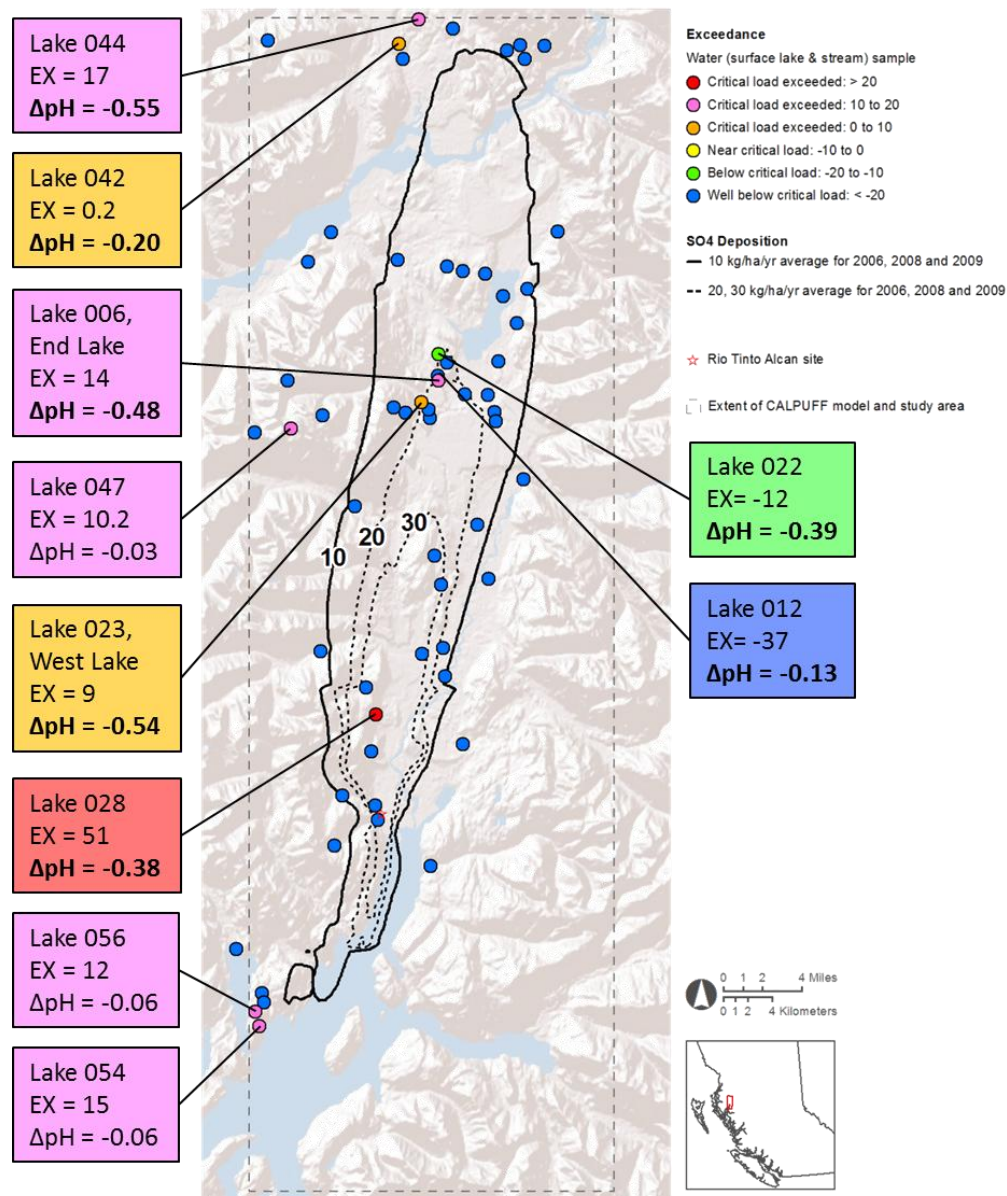 Lake 044
EX = 17
ΔpH = -0.55
Lake 042
EX = 0.2
ΔpH = -0.20
Lake 006,
End Lake
EX = 14
ΔpH = -0.48
Lake 047
EX = 10.2
ΔpH = -0.03
Lake 023,
West Lake
EX = 9
ΔpH = -0.54
Lake 028
EX = 51
ΔpH = -0.38
Lake 056
EX = 12
ΔpH = -0.06
Lake 054
EX = 15
ΔpH = -0.06
10
20
30
Exceedance
Water (surface lake & stream) sample
Critical load exceeded: > 20
Critical load exceeded: 10 to 20
Critical load exceeded: 0 to 10
Near critical load: -10 to 0
Below critical load: -20 to -10
Well below critical load: < -20
SO4 Deposition
10 kg/ha/yr average for 2006, 2008 and 2009
20, 30 kg/ha/yr average for 2006, 2008 and 2009
Rio Tinto Alcan site
Extent of CALPUFF model and study area
Lake 022
EX= -12
ΔpH = -0.39
Lake 012
EX= -37
ΔpH = -0.13
0 1 2 4 Miles
0 1 2 4 Kilometers